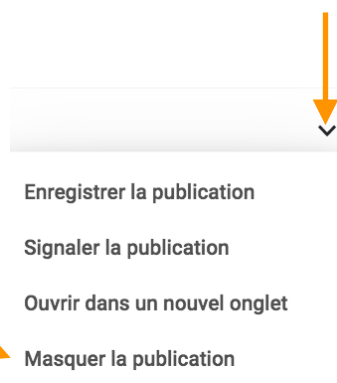 Enregistrer la publication
Signaler la publication
Ouvrir dans un nouvel onglet
Masquer la publication